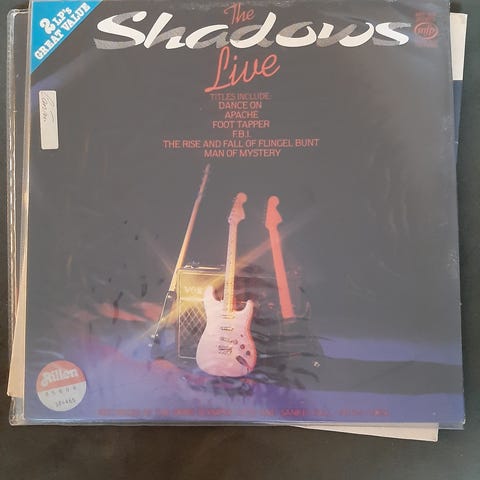 2 LP's
GREAT VALUE
The
Shadows
mfp
Live
TITLES INCLUDE:
DANCE ON
APACHE
FOOT TAPPER
F.B.I.
THE RISE AND FALL OF FLINGEL BUNT
MAN OF MYSTERY
VOX